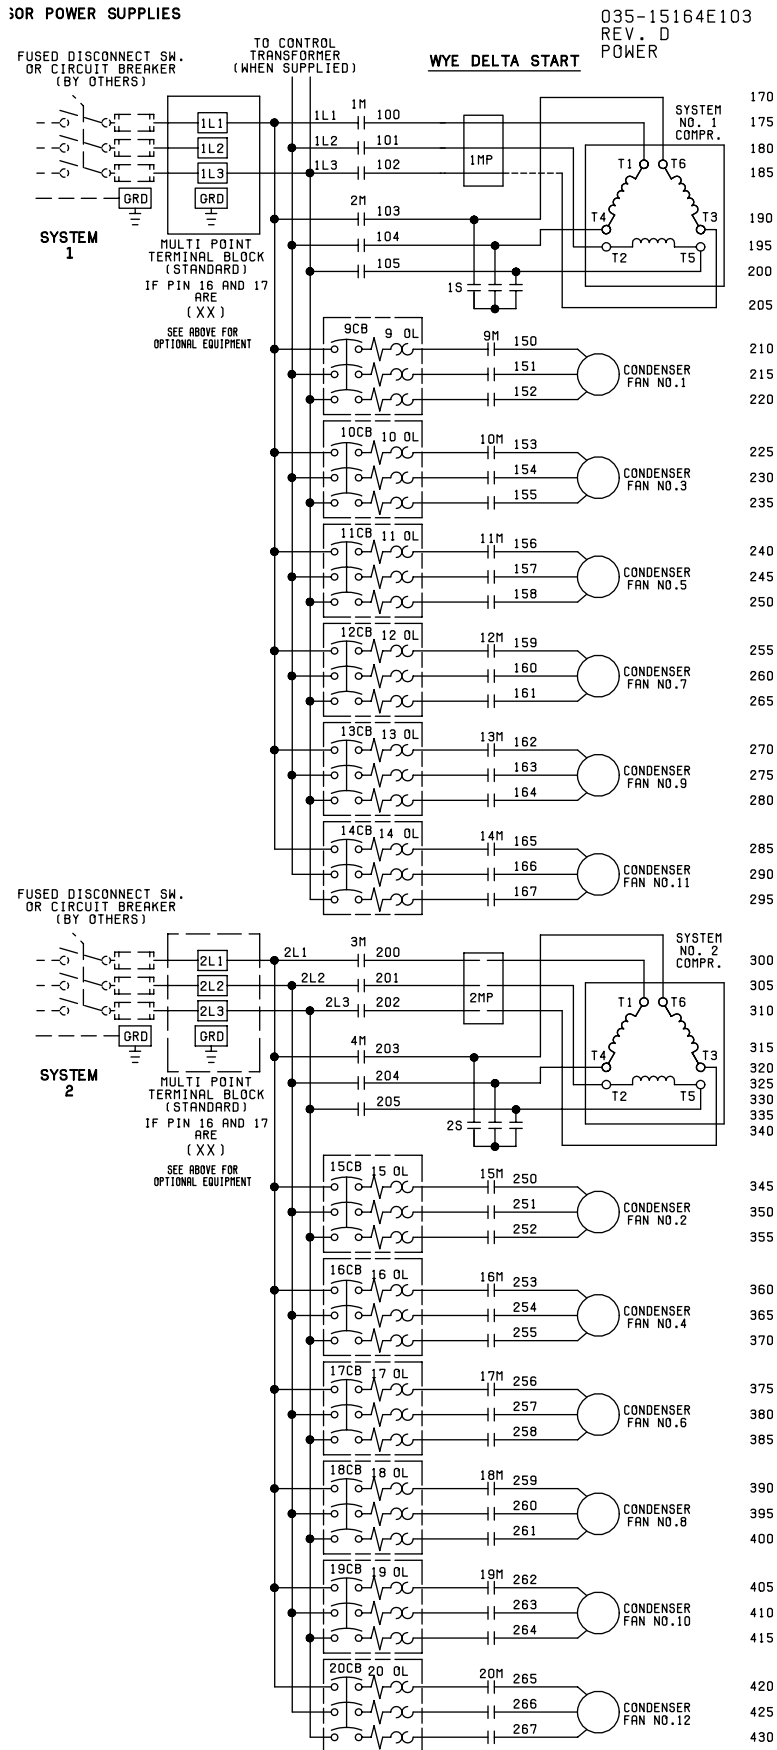 SOR POWER SUPPLIES
035-15164E103
REV. D
POWER
FUSED DISCONNECT SW.
OR CIRCUIT BREAKER
(BY OTHERS)
TO CONTROL
TRANSFORMER
(WHEN SUPPLIED)
WYE DELTA START
SYSTEM
NO. 1
COMPR.
170
1L1 1L1 1M 100 175
1L2 1L2 101 1MP 180
1L3 1L3 102 T1 T6 185
GRD GRD
2M 103 T4 T3 190
104 195
T2 T5
105 200
1S
205
SYSTEM
1
MULTI POINT
TERMINAL BLOCK
(STANDARD)
IF PIN 16 AND 17
ARE
(XX)
SEE ABOVE FOR
OPTIONAL EQUIPMENT
9CB 9 OL 9M 150 210
151 215
152 220
CONDENSER
FAN NO.1
10CB 10 OL 10M 153 225
154 230
155 235
CONDENSER
FAN NO.3
11CB 11 OL 11M 156 240
157 245
158 250
CONDENSER
FAN NO.5
12CB 12 OL 12M 159 255
160 260
161 265
CONDENSER
FAN NO.7
13CB 13 OL 13M 162 270
163 275
164 280
CONDENSER
FAN NO.9
14CB 14 OL 14M 165 285
166 290
167 295
CONDENSER
FAN NO.11
FUSED DISCONNECT SW.
OR CIRCUIT BREAKER
(BY OTHERS)
SYSTEM
NO. 2
COMPR.
2L1 2L1 3M 200 300
2L2 2L2 201 305
2L3 2L3 202 2MP T1 T6 310
GRD GRD
4M 203 315
T4 T3 320
204 325
T2 T5 330
205 335
2S 340
SYSTEM
2
MULTI POINT
TERMINAL BLOCK
(STANDARD)
IF PIN 16 AND 17
ARE
(XX)
SEE ABOVE FOR
OPTIONAL EQUIPMENT
15CB 15 OL 15M 250 345
251 350
252 355
CONDENSER
FAN NO.2
16CB 16 OL 16M 253 360
254 365
255 370
CONDENSER
FAN NO.4
17CB 17 OL 17M 256 375
257 380
258 385
CONDENSER
FAN NO.6
18CB 18 OL 18M 259 390
260 395
261 400
CONDENSER
FAN NO.8
19CB 19 OL 19M 262 405
263 410
264 415
CONDENSER
FAN NO.10
20CB 20 OL 20M 265 420
266 425
267 430
CONDENSER
FAN NO.12